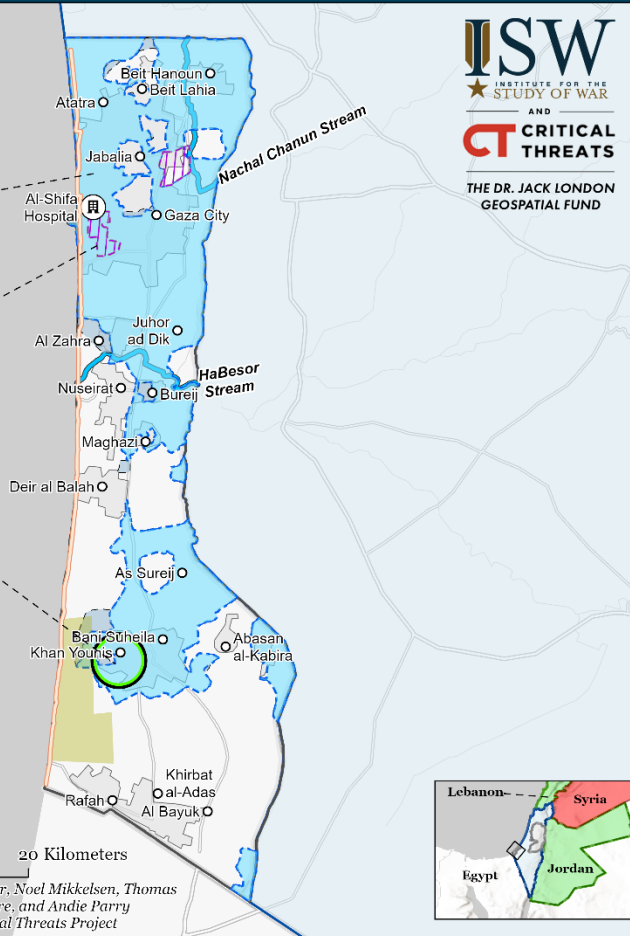 ISW
INSTITUTE FOR THE
STUDY OF WAR
AND
CT CRITICAL
THREATS
THE DR. JACK LONDON
GEOSPATIAL FUND
Beit Hanoun
Beit Lahia
Atatra
Nachal Chanun Stream
Jabalia
Al-Shifa
Hospital
Gaza City
Juhor
ad Dik
Al Zahra
HaBesor
Stream
Nuseirat
Bureij
Maghazi
Deir al Balah
As Sureij
Bani Suheila
Khan Younis
Abasan
al-Kabira
Khirbat
al-Adas
Rafah
Al Bayuk
Lebanon
Syria
Egypt
Jordan
20 Kilometers
r, Noel Mikkelsen, Thomas
re, and Andie Parry
al Threats Project